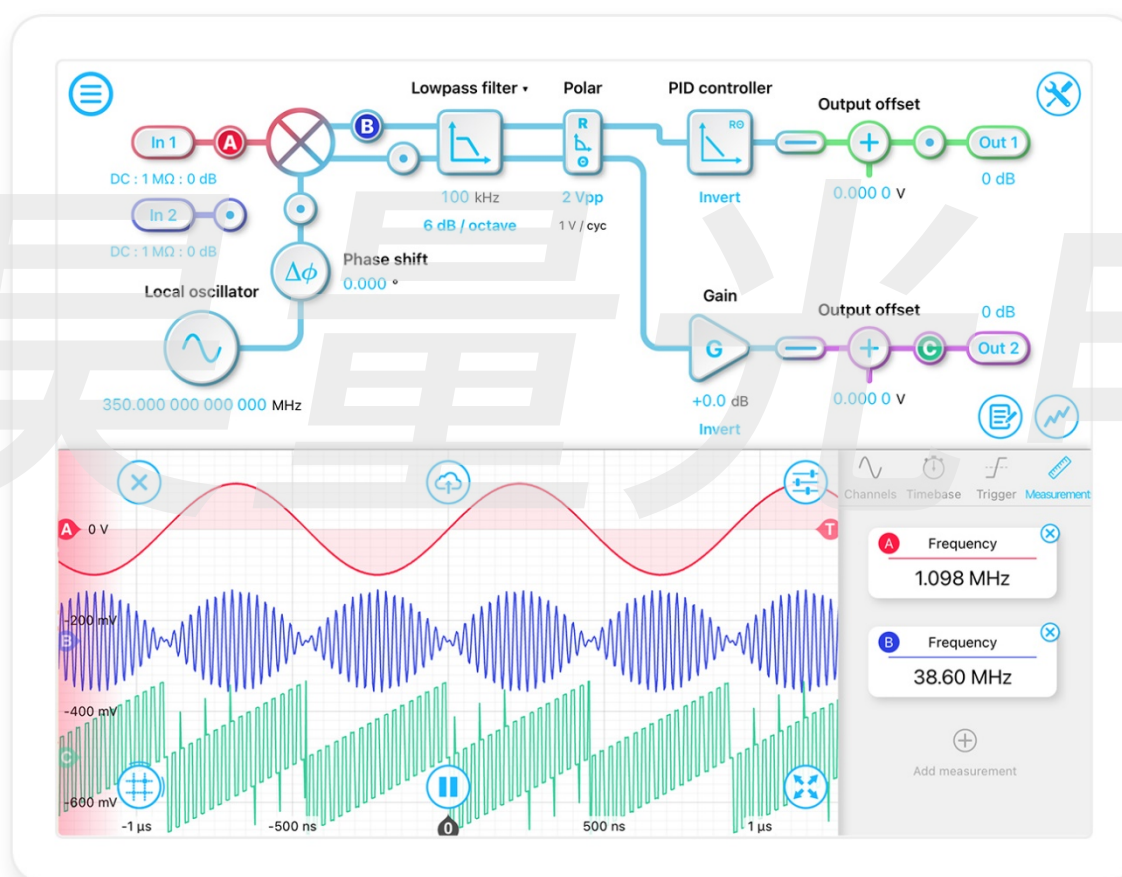 Lowpass filter ▾
Polar
PID controller
Output offset
In 1
A
B
R
Θ
RΘ
Out 1
DC : 1 MΩ : 0 dB
100 kHz
2 Vpp
Invert
0.000 0 V
0 dB
In 2
6 dB / octave
1 V / cyc
DC : 1 MΩ : 0 dB
Δϕ
Phase shift
0.000 °
Local oscillator
Gain
Output offset
0 dB
G
C
Out 2
350.000 000 000 000 MHz
+0.0 dB
0.000 0 V
Invert
Channels
Timebase
Trigger
Measurement
A
0 V
T
A
Frequency
1.098 MHz
-200 mV
B
B
Frequency
38.60 MHz
-400 mV
C
Add measurement
-600 mV
-1 µs
-500 ns
0
500 ns
1 µs
昊量光电